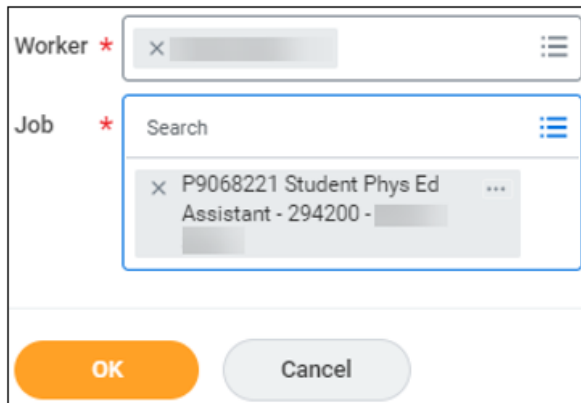 Worker *
Job * Search
P9068221 Student Phys Ed
Assistant - 294200 -
OK Cancel